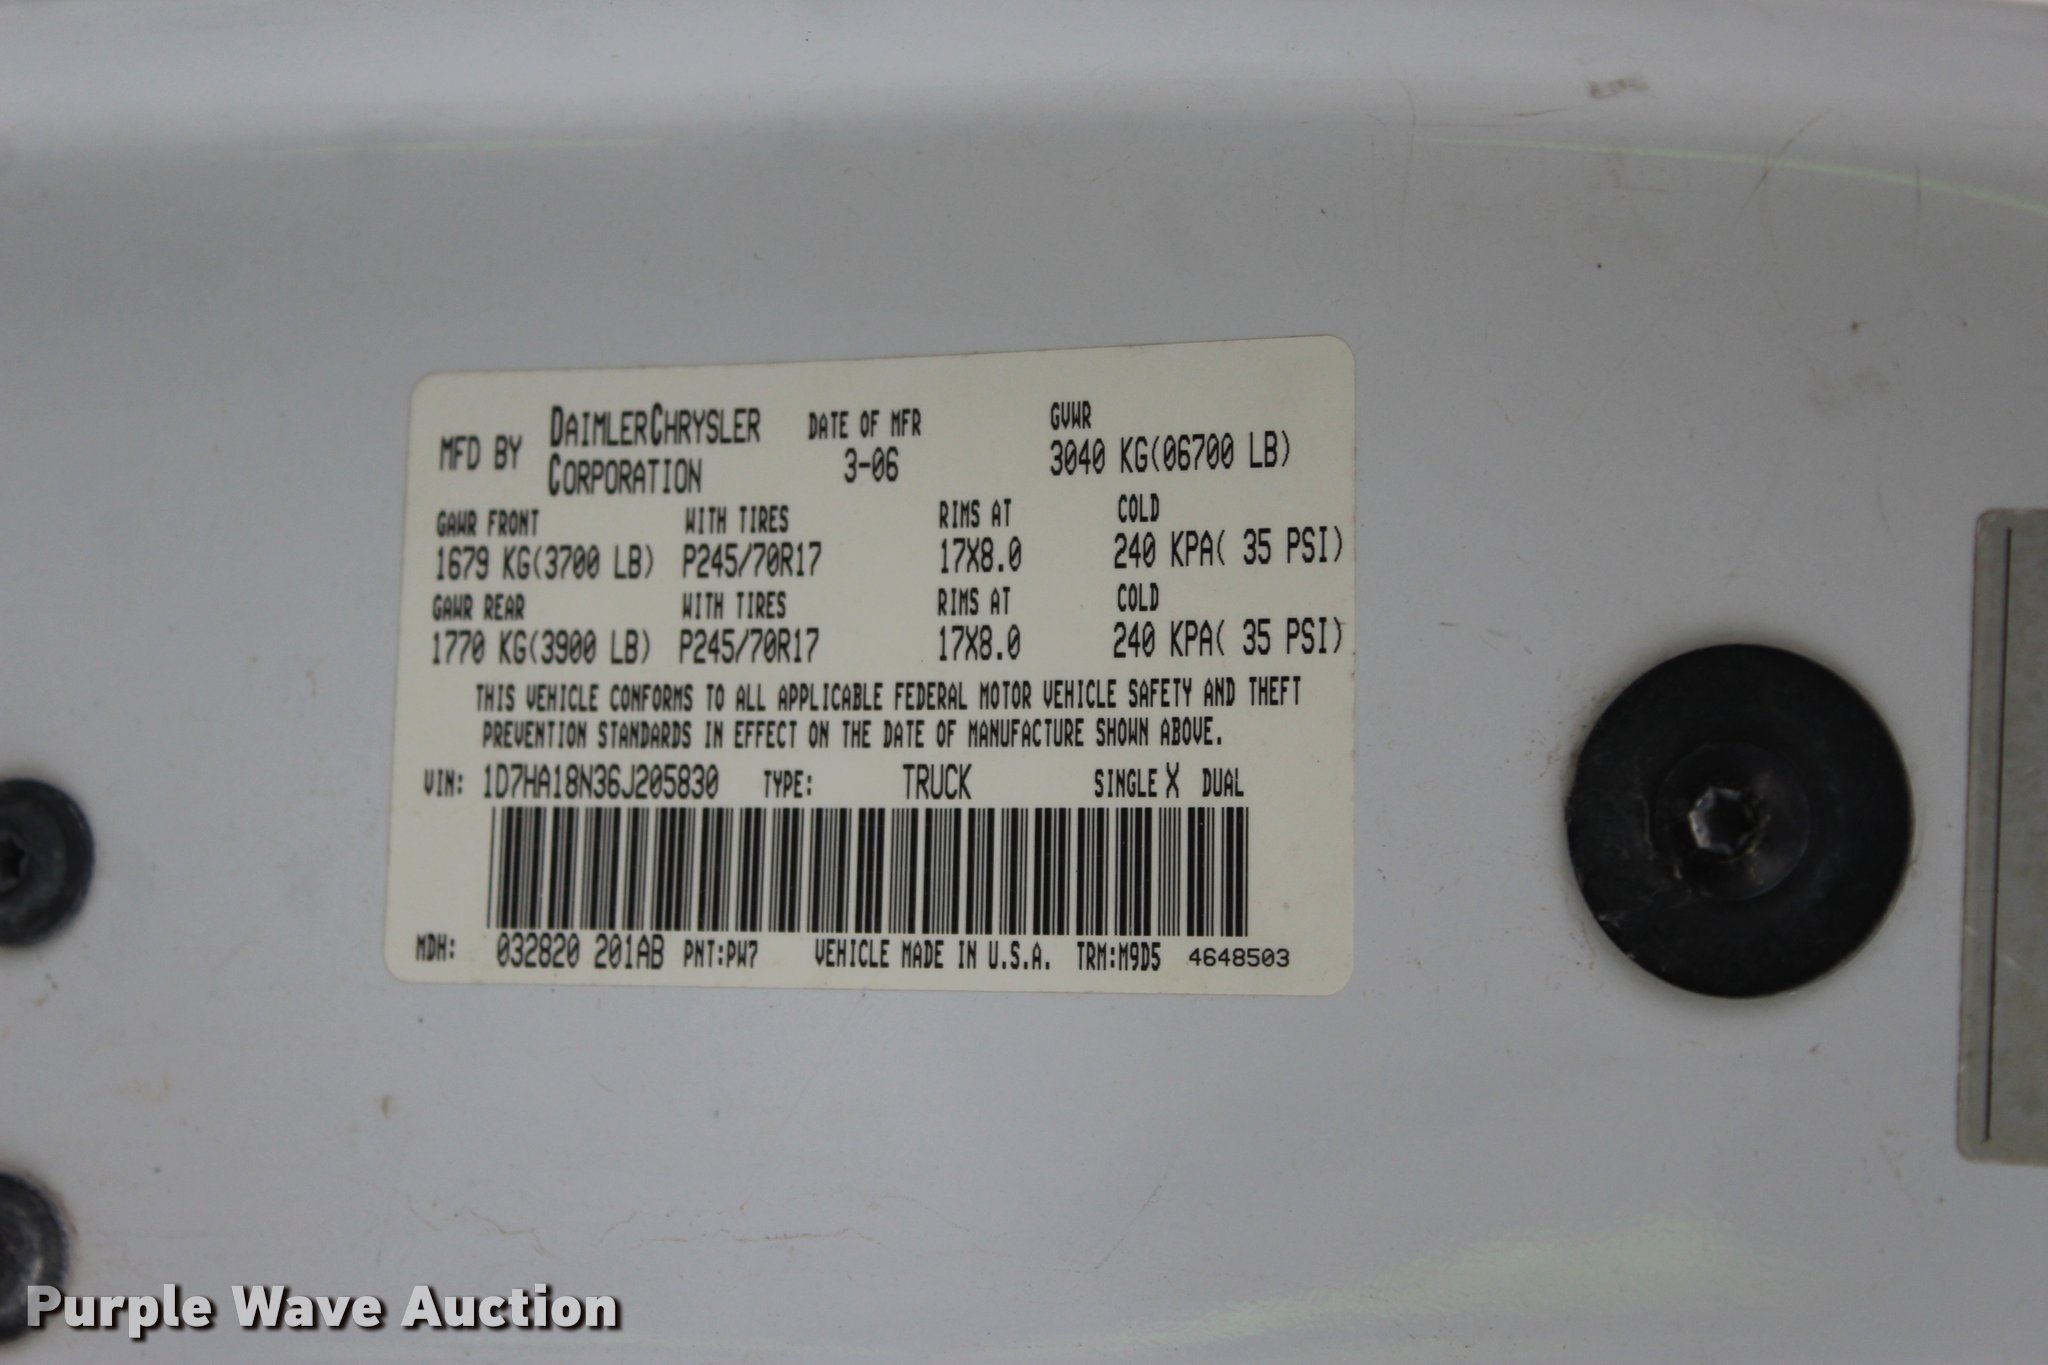 MFD BY DAIMLERCHRYSLER CORPORATION
DATE OF MFR
3-06
GVWR
3040 KG(06700 LB)
GAWR FRONT WITH TIRES RIMS AT COLD
1679 KG(3700 LB) P245/70R17 17X8.0 240 KPA( 35 PSI)
GAWR REAR WITH TIRES RIMS AT COLD
1770 KG(3900 LB) P245/70R17 17X8.0 240 KPA( 35 PSI)
THIS VEHICLE CONFORMS TO ALL APPLICABLE FEDERAL MOTOR VEHICLE SAFETY AND THEFT
PREVENTION STANDARDS IN EFFECT ON THE DATE OF MANUFACTURE SHOWN ABOVE.
VIN: 1D7HA18N36J205830 TYPE: TRUCK SINGLE X DUAL
MDH: 032820 201AB PNT:PW7 VEHICLE MADE IN U.S.A. TRM:M9D5 4648503
Purple Wave Auction